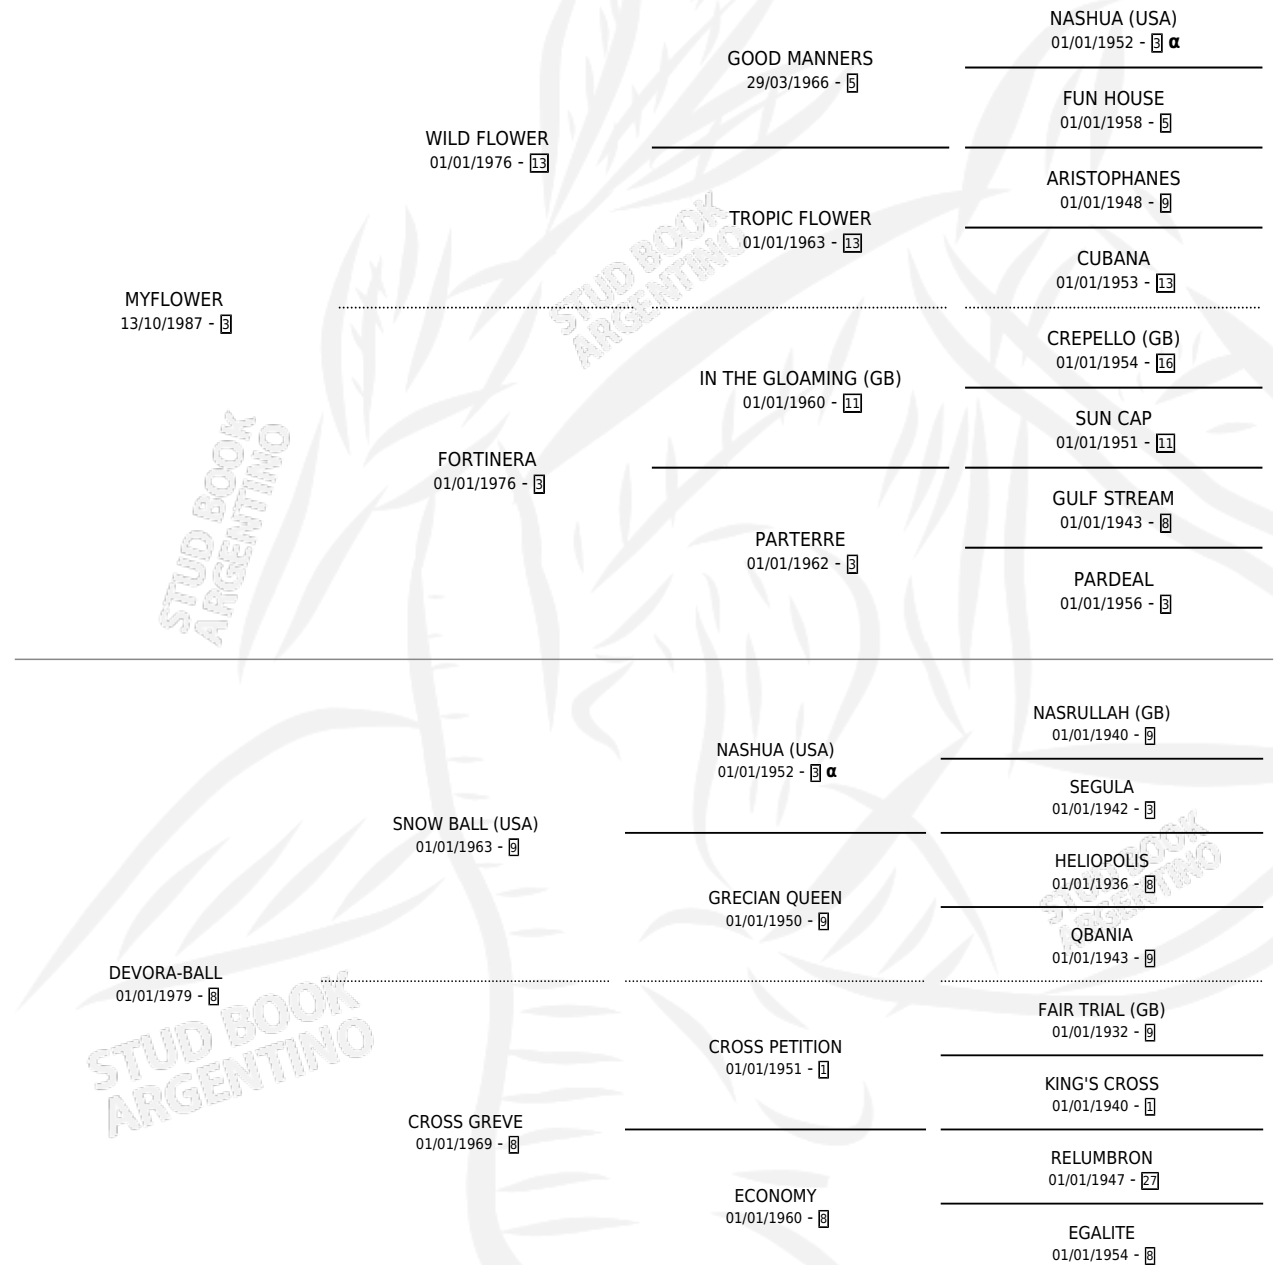 NASHUA (USA)
01/01/1952 - 3 α
GOOD MANNERS
29/03/1966 - 5
FUN HOUSE
01/01/1958 - 5
WILD FLOWER
01/01/1976 - 13
ARISTOPHANES
01/01/1948 - 9
TROPIC FLOWER
01/01/1963 - 13
CUBANA
01/01/1953 - 13
MYFLOWER
13/10/1987 - 3
CREPELLO (GB)
01/01/1954 - 16
IN THE GLOAMING (GB)
01/01/1960 - 11
SUN CAP
01/01/1951 - 11
FORTINERA
01/01/1976 - 3
GULF STREAM
01/01/1943 - 8
PARTERRE
01/01/1962 - 3
PARDEAL
01/01/1956 - 3
NASRULLAH (GB)
01/01/1940 - 9
NASHUA (USA)
01/01/1952 - 3 α
SEGULA
01/01/1942 - 3
SNOW BALL (USA)
01/01/1963 - 9
HELIOPOLIS
01/01/1936 - 8
GRECIAN QUEEN
01/01/1950 - 9
QBANIA
01/01/1943 - 9
DEVORA-BALL
01/01/1979 - 8
FAIR TRIAL (GB)
01/01/1932 - 9
CROSS PETITION
01/01/1951 - 1
KING'S CROSS
01/01/1940 - 1
CROSS GREVE
01/01/1969 - 8
RELUMBRON
01/01/1947 - 27
ECONOMY
01/01/1960 - 8
EGALITE
01/01/1954 - 8
STUD BOOK
ARGENTINO
STUD BOOK
ARGENTINO
STUD BOOK
ARGENTINO
STUD BOOK
ARGENTINO